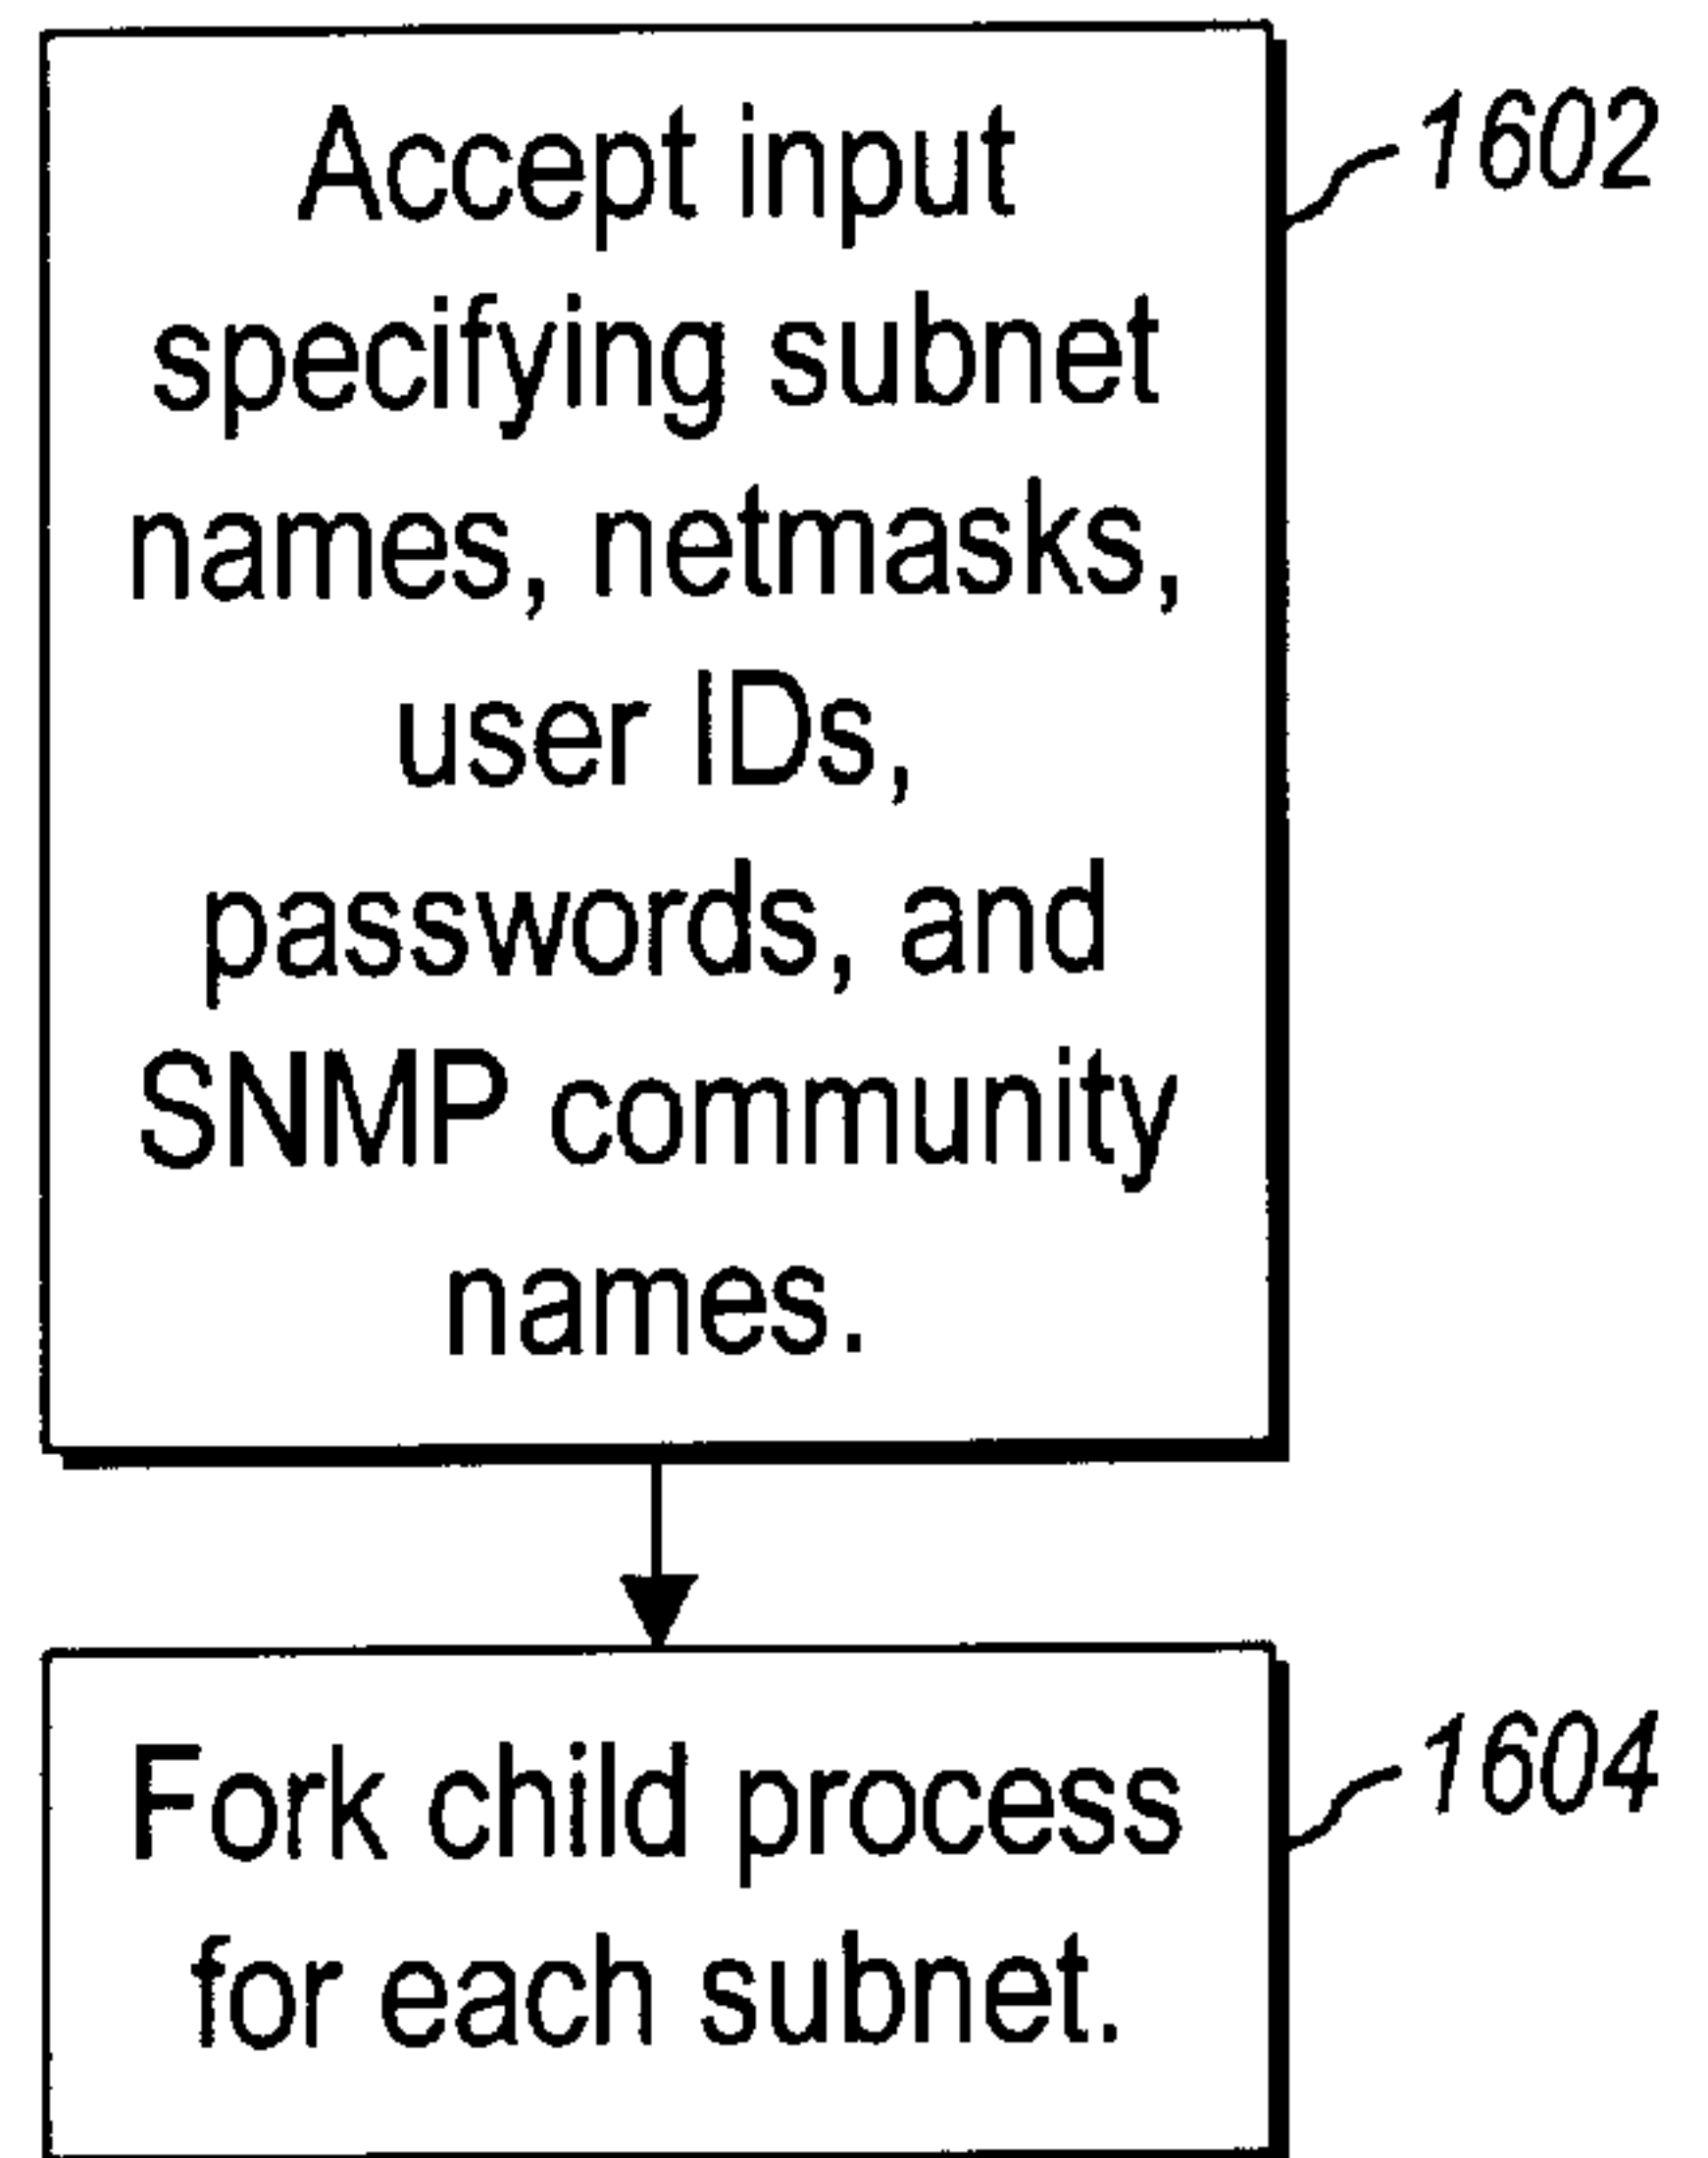 Accept input
1602
specifying subnet
names, netmasks,
user IDs,
passwords, and
SNMP community
names.
Fork child process
1604
for each subnet.